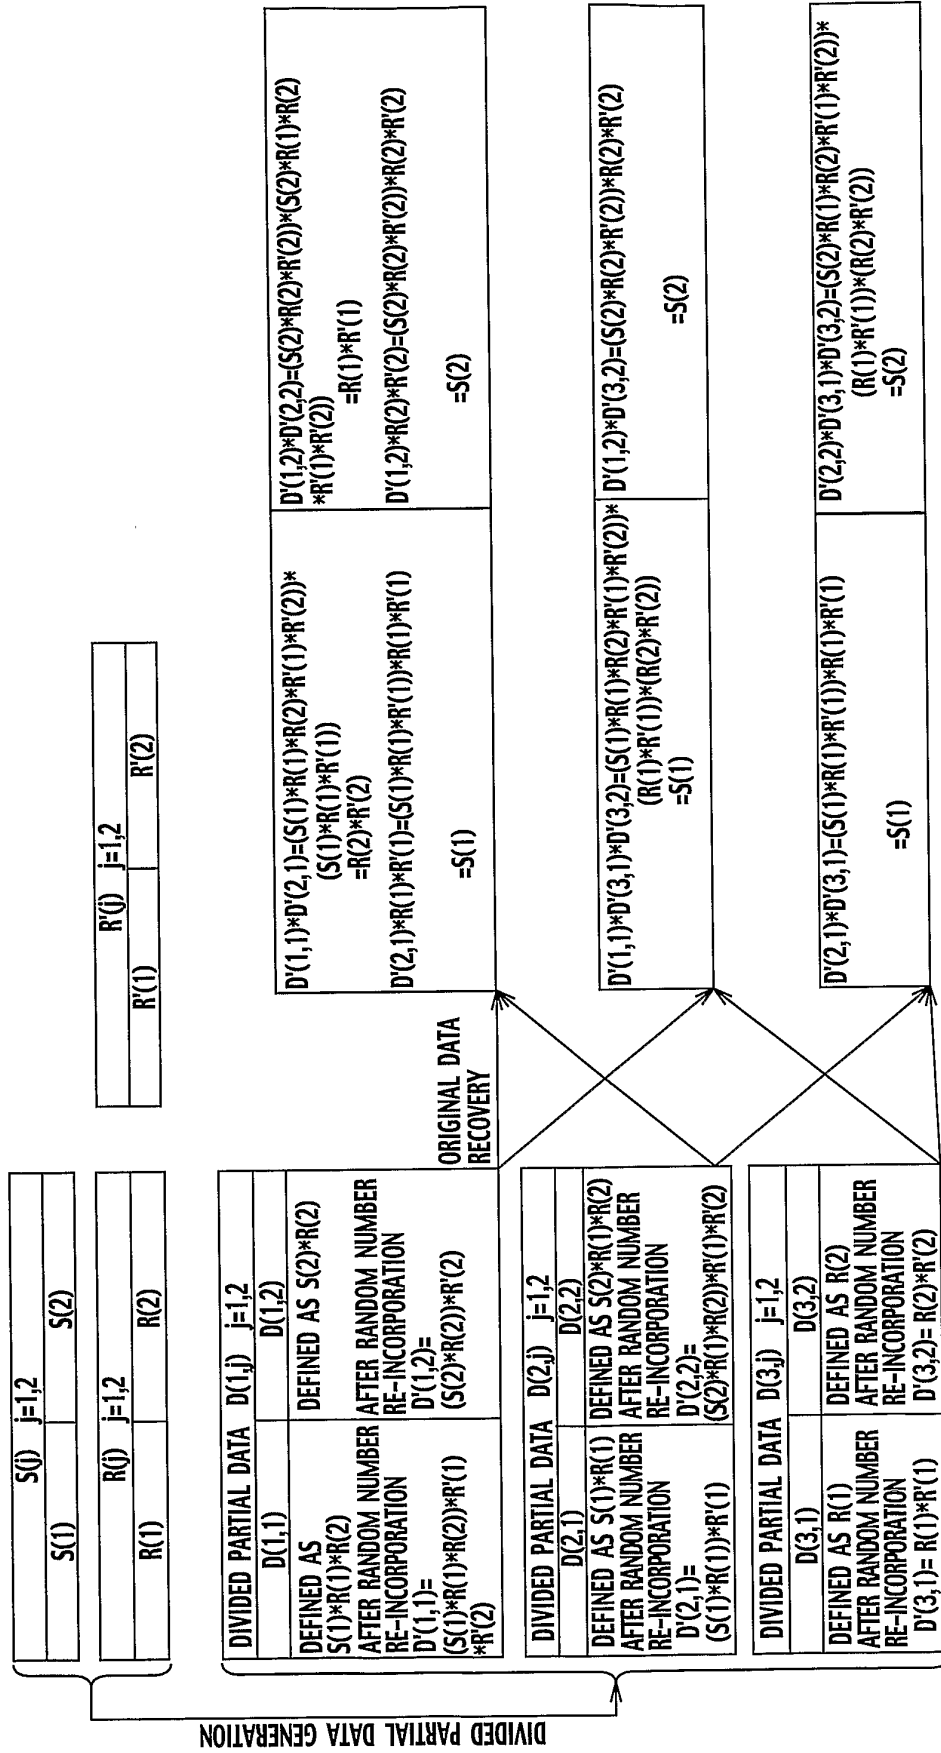 S(j) j=1,2
S(1) S(2)
R(j) j=1,2
R(1) R(2)
R'(j) j=1,2
R'(1) R'(2)
DIVIDED PARTIAL DATA GENERATION
DIVIDED PARTIAL DATA D(1,j) j=1,2
D(1,1) D(1,2)
DEFINED AS
S(1)*R(1)*R(2)
AFTER RANDOM NUMBER
RE-INCORPORATION
D'(1,1)=
(S(1)*R(1)*R(2))*R'(1)
*R'(2)
DEFINED AS S(2)*R(2)
AFTER RANDOM NUMBER
RE-INCORPORATION
D'(1,2)=
(S(2)*R(2))*R'(2)
DIVIDED PARTIAL DATA D(2,j) j=1,2
D(2,1) D(2,2)
DEFINED AS S(1)*R(1)
AFTER RANDOM NUMBER
RE-INCORPORATION
D'(2,1)=
(S(1)*R(1))*R'(1)
DEFINED AS S(2)*R(1)*R(2)
AFTER RANDOM NUMBER
RE-INCORPORATION
D'(2,2)=
(S(2)*R(1)*R(2))*R'(1)*R'(2)
DIVIDED PARTIAL DATA D(3,j) j=1,2
D(3,1) D(3,2)
DEFINED AS R(1)
AFTER RANDOM NUMBER
RE-INCORPORATION
D'(3,1)= R(1)*R'(1)
DEFINED AS R(2)
AFTER RANDOM NUMBER
RE-INCORPORATION
D'(3,2)= R(2)*R'(2)
ORIGINAL DATA
RECOVERY
D'(1,1)*D'(2,1)=(S(1)*R(1)*R(2)*R'(1)*R'(2))*
(S(1)*R(1)*R'(1))
=R(2)*R'(2)
D'(2,1)*R(1)*R'(1)=(S(1)*R(1)*R'(1))*R(1)*R'(1)
=S(1)
D'(1,2)*D'(2,2)=(S(2)*R(2)*R'(2))*(S(2)*R(1)*R(2)
*R'(1)*R'(2))
=R(1)*R'(1)
D'(1,2)*R(2)*R'(2)=(S(2)*R(2)*R'(2))*R(2)*R'(2)
=S(2)
D'(1,1)*D'(3,1)*D'(3,2)=(S(1)*R(1)*R(2)*R'(1)*R'(2))*
(R(1)*R'(1))*(R(2)*R'(2))
=S(1)
D'(1,2)*D'(3,2)=(S(2)*R(2)*R'(2))*R(2)*R'(2)
=S(2)
D'(2,1)*D'(3,1)=(S(1)*R(1)*R'(1))*R(1)*R'(1)
=S(1)
D'(2,2)*D'(3,1)*D'(3,2)=(S(2)*R(1)*R(2)*R'(1)*R'(2))*
(R(1)*R'(1))*(R(2)*R'(2))
=S(2)